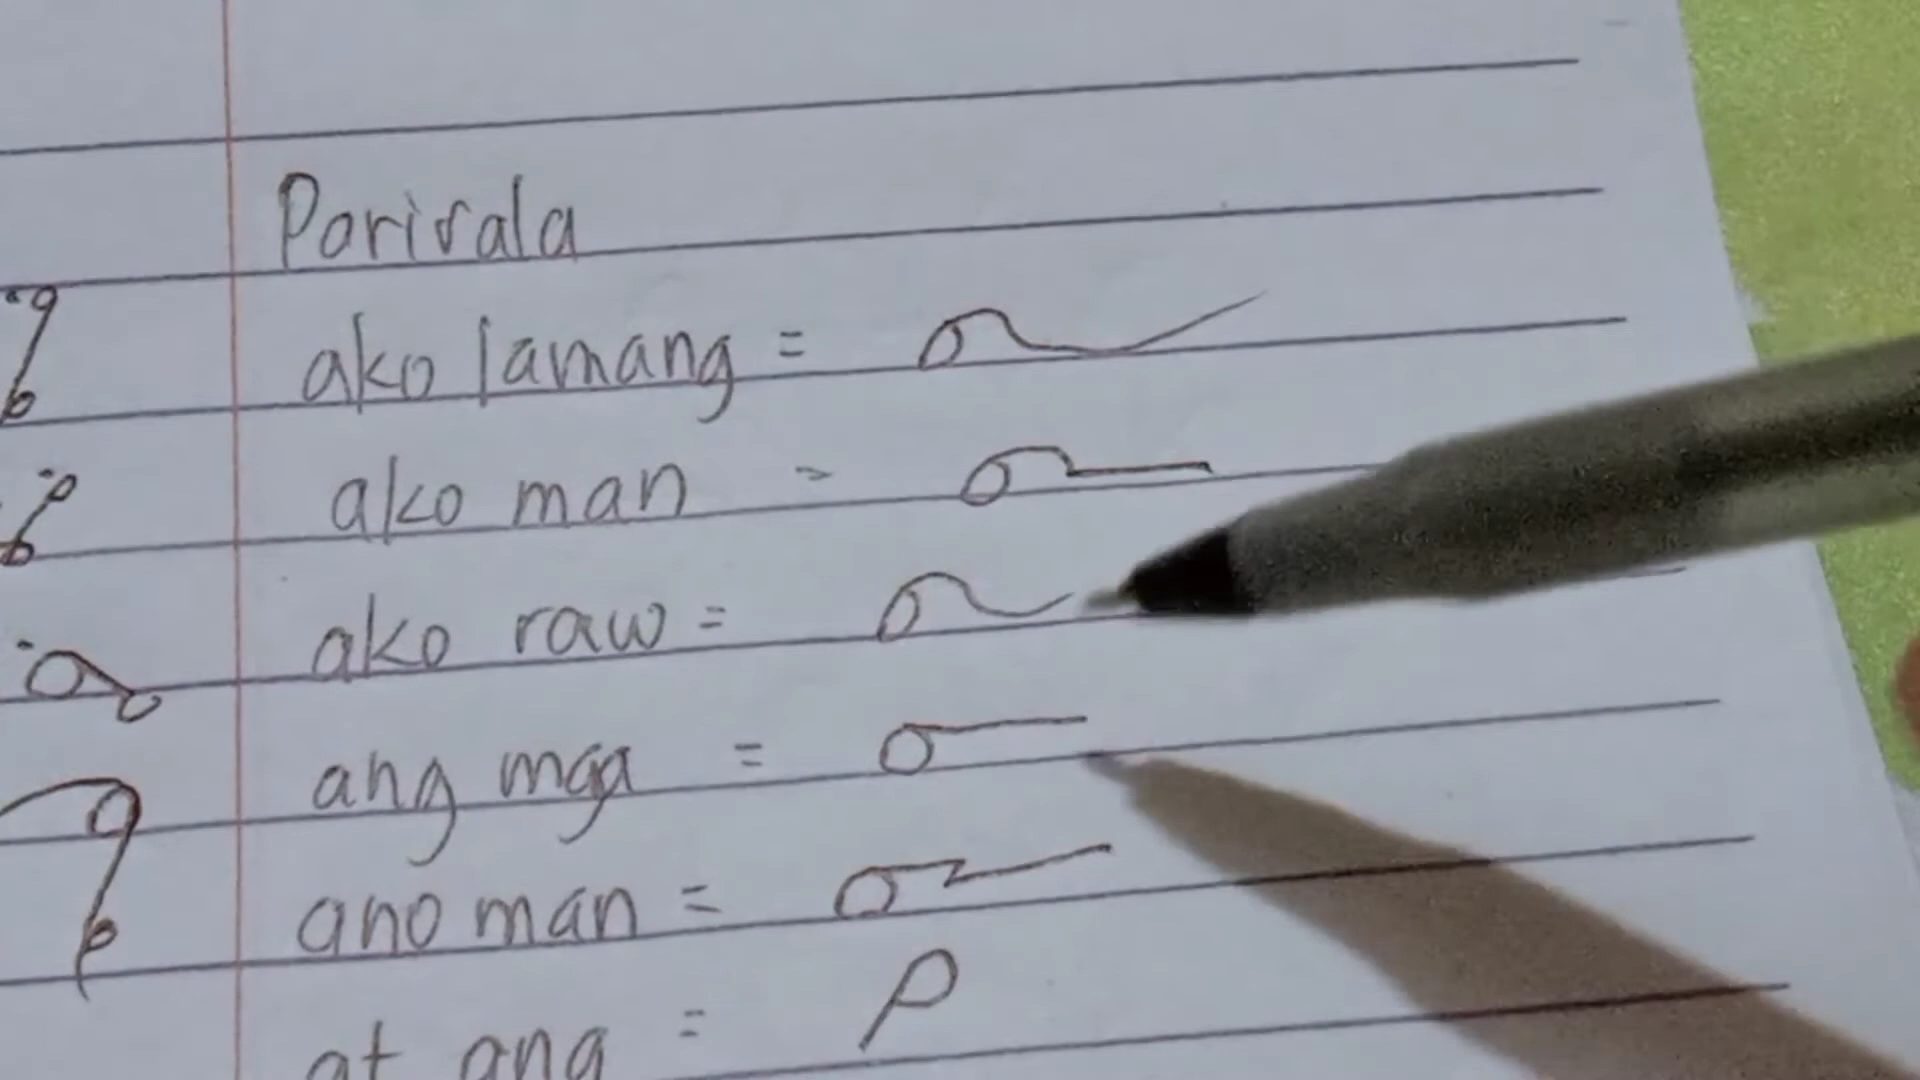 Parirala
ako lamang =
ako man =
ako raw =
ang mga =
ano man =
at ang =